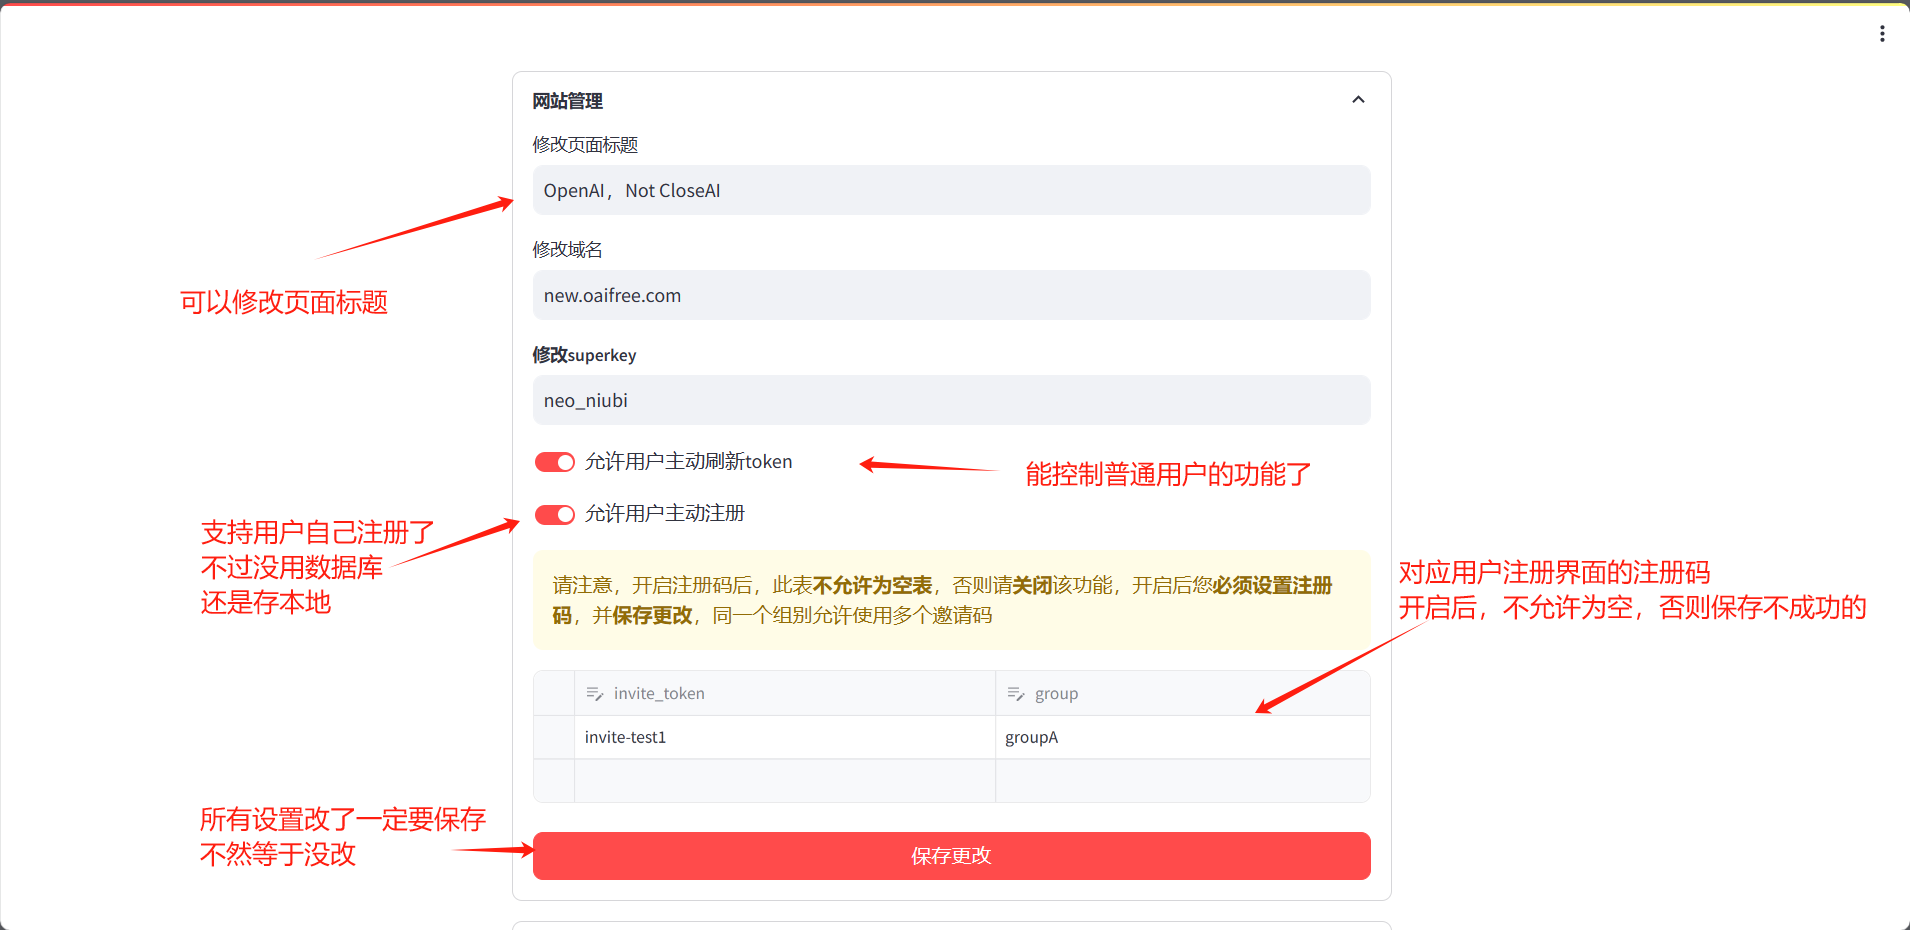 网站管理
修改页面标题
OpenAI，Not CloseAI
可以修改页面标题
修改域名
new.oaifree.com
修改superkey
neo_niubi
允许用户主动刷新token
能控制普通用户的功能了
允许用户主动注册
支持用户自己注册了
不过没用数据库
还是存本地
请注意，开启注册码后，此表不允许为空表，否则请关闭该功能，开启后您必须设置注册
码，并保存更改，同一个组别允许使用多个邀请码
对应用户注册界面的注册码
开启后，不允许为空，否则保存不成功的
invite_token
group
invite-test1
groupA
所有设置改了一定要保存
不然等于没改
保存更改